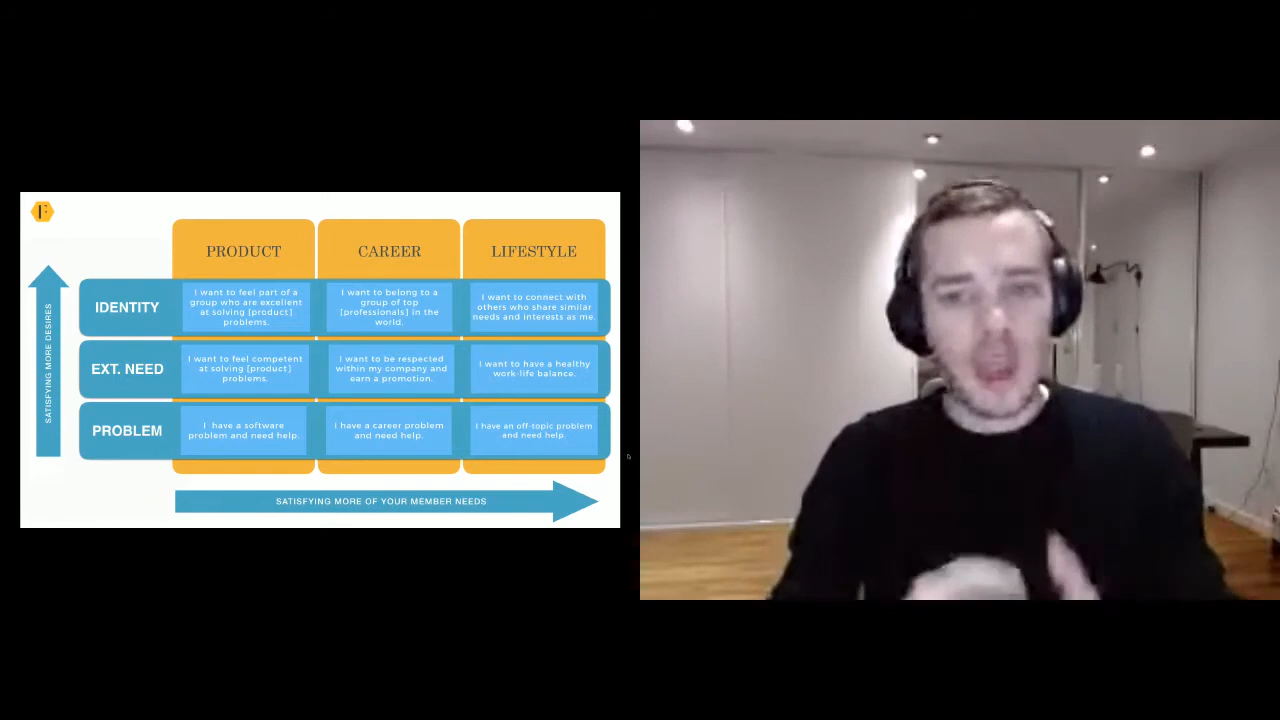 F
PRODUCT
CAREER
LIFESTYLE
SATISFYING MORE DESIRES
IDENTITY
I want to feel part of a
group who are excellent
at solving [product]
problems.
I want to belong to a
group of top
[professionals] in the
world.
I want to connect with
others who share similar
needs and interests as me.
EXT. NEED
I want to feel competent
at solving [product]
problems.
I want to be respected
within my company and
earn a promotion.
I want to have a healthy
work-life balance.
PROBLEM
I have a software
problem and need help.
I have a career problem
and need help.
I have an off-topic problem
and need help.
SATISFYING MORE OF YOUR MEMBER NEEDS